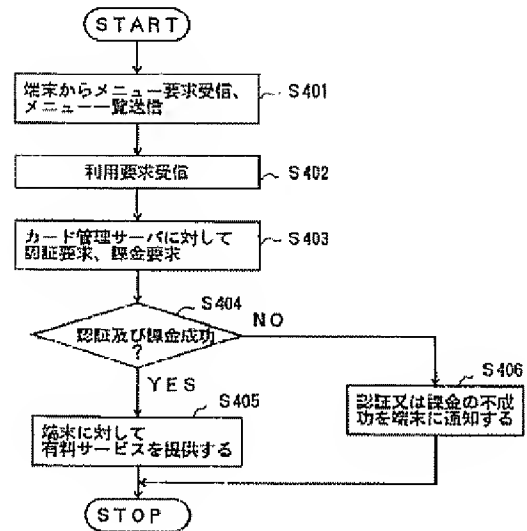 START
端末からメニュー要求受信、
メニュー一覧送信
S401
利用要求受信
S402
カード管理サーバに対して
認証要求、課金要求
S403
S404
認証及び課金成功
?
NO
YES
S405
端末に対して
有料サービスを提供する
S406
認証又は課金の不成
功を端末に通知する
STOP